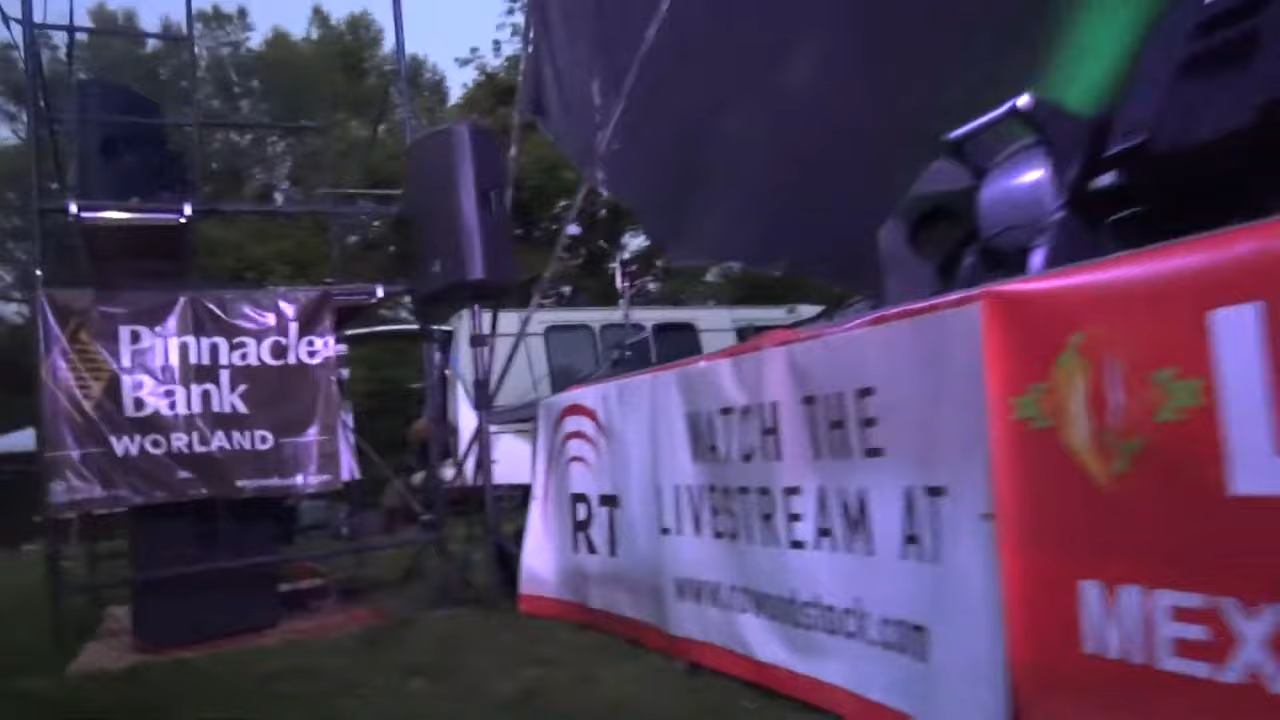 Pinnacle
Bank
WORLAND
RT
WATCH THE
LIVESTREAM AT
L
MEX